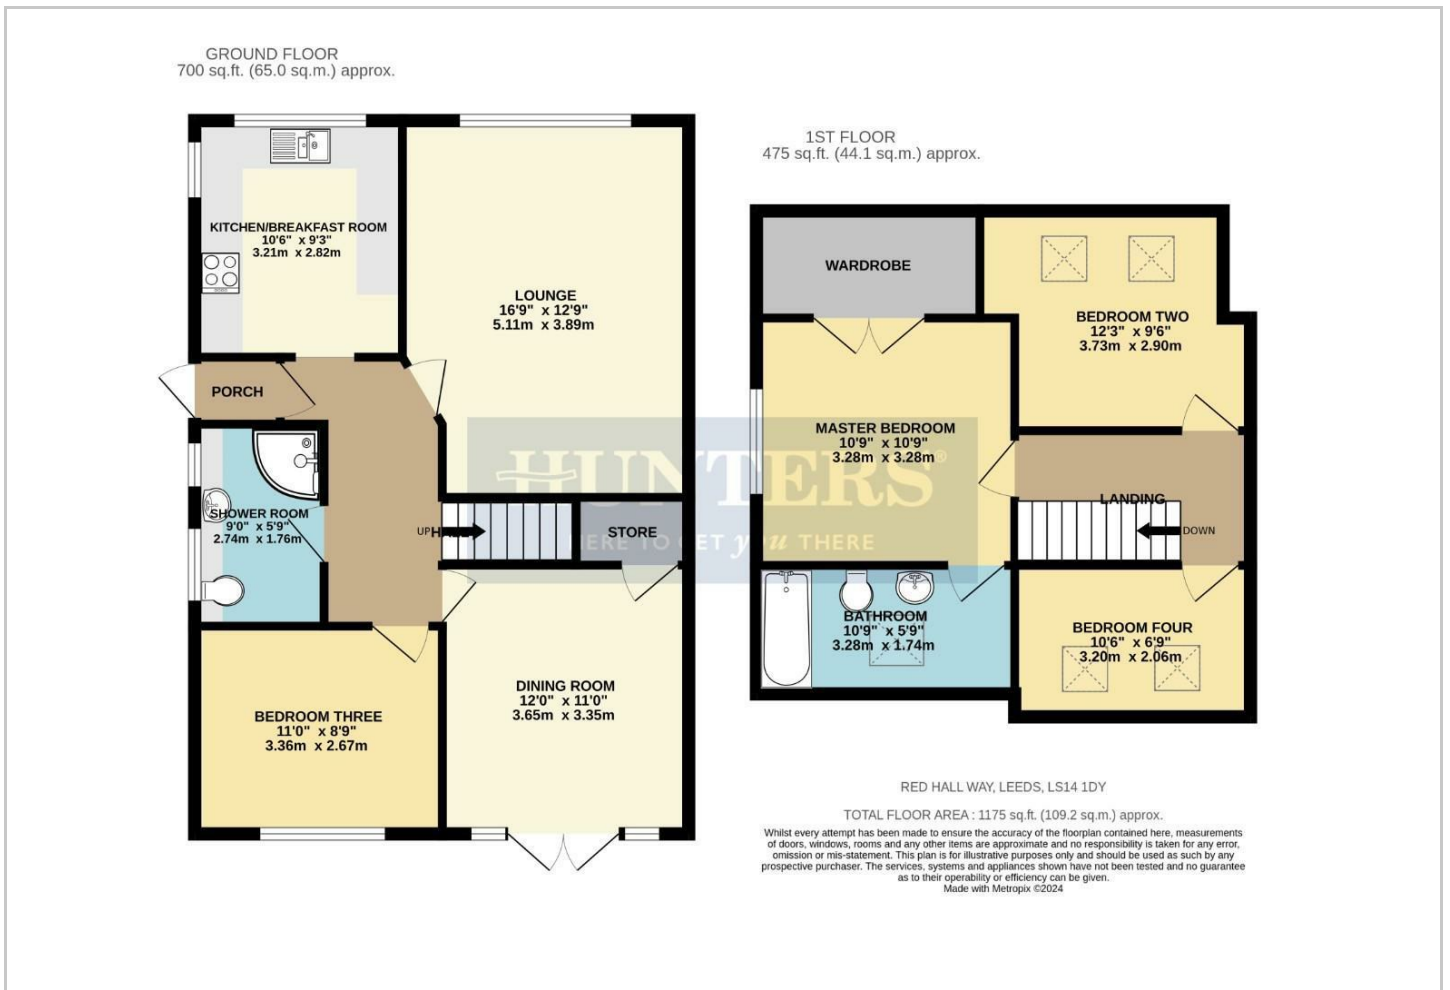 GROUND FLOOR
700 sq.ft. (65.0 sq.m.) approx.
KITCHEN/BREAKFAST ROOM
10'6" x 9'3"
3.21m x 2.82m
LOUNGE
16'9" x 12'9"
5.11m x 3.89m
PORCH
SHOWER ROOM
9'0" x 5'9"
2.74m x 1.76m
UP
STORE
BEDROOM THREE
11'0" x 8'9"
3.36m x 2.67m
DINING ROOM
12'0" x 11'0"
3.65m x 3.35m
HUNTERS®
HERE TO GET you THERE
1ST FLOOR
475 sq.ft. (44.1 sq.m.) approx.
WARDROBE
BEDROOM TWO
12'3" x 9'6"
3.73m x 2.90m
MASTER BEDROOM
10'9" x 10'9"
3.28m x 3.28m
LANDING
DOWN
BATHROOM
10'9" x 5'9"
3.28m x 1.74m
BEDROOM FOUR
10'6" x 6'9"
3.20m x 2.06m
RED HALL WAY, LEEDS, LS14 1DY
TOTAL FLOOR AREA : 1175 sq.ft. (109.2 sq.m.) approx.
Whilst every attempt has been made to ensure the accuracy of the floorplan contained here, measurements
of doors, windows, rooms and any other items are approximate and no responsibility is taken for any error,
omission or mis-statement. This plan is for illustrative purposes only and should be used as such by any
prospective purchaser. The services, systems and appliances shown have not been tested and no guarantee
as to their operability or efficiency can be given.
Made with Metropix ©2024